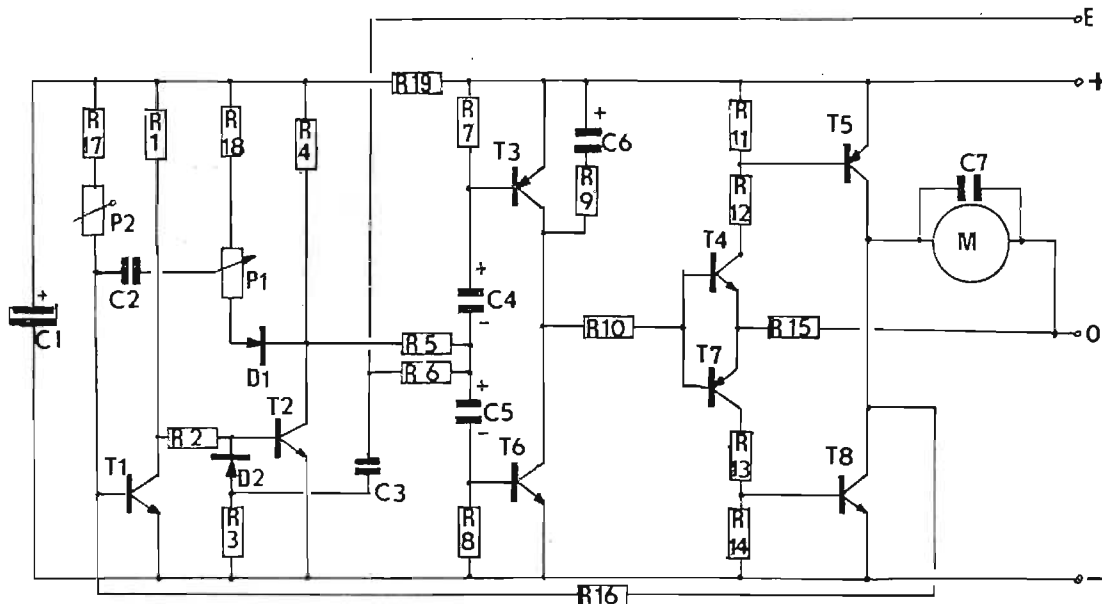 E
R19
+
R 17
R 1
R 18
R 4
R 7
+
C6
R 9
T3
R 11
T5
C7
R 12
P2
M
T4
C2
P1
+
C4
-
+
C1
R 5
R10
R15
O
D1
R 6
T7
+
C5
-
T2
R 2
T6
R 13
T8
T1
D2
C3
R 3
R 8
R 14
-
R16